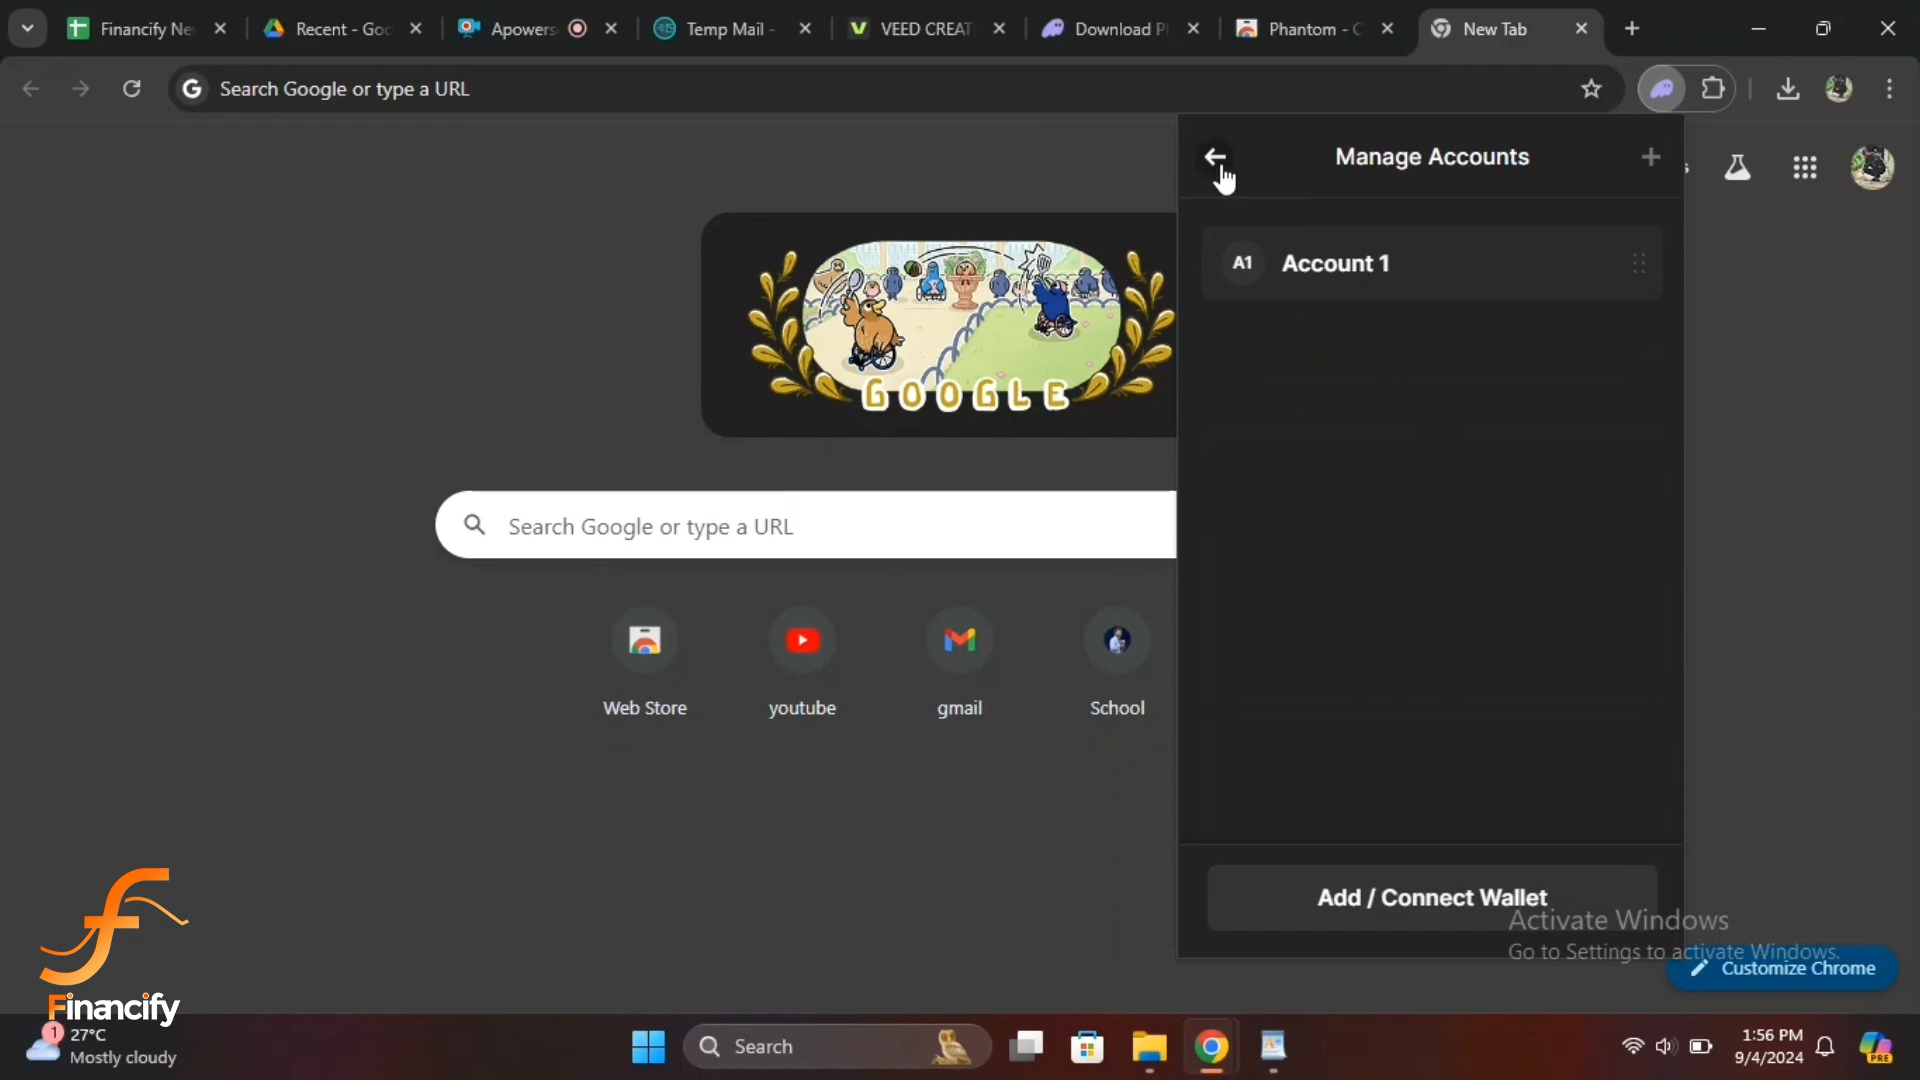 Financify Ne
Recent - Goo
Apowers
Temp Mail -
VEED CREAT
Download P
Phantom - C
New Tab
Search Google or type a URL
Manage Accounts
A1 Account 1
GOOGLE
Search Google or type a URL
Web Store
youtube
gmail
School
Add / Connect Wallet
Activate Windows
Go to Settings to activate Windows.
Customize Chrome
Financify
1
27°C
Mostly cloudy
Search
1:56 PM
9/4/2024
PRE